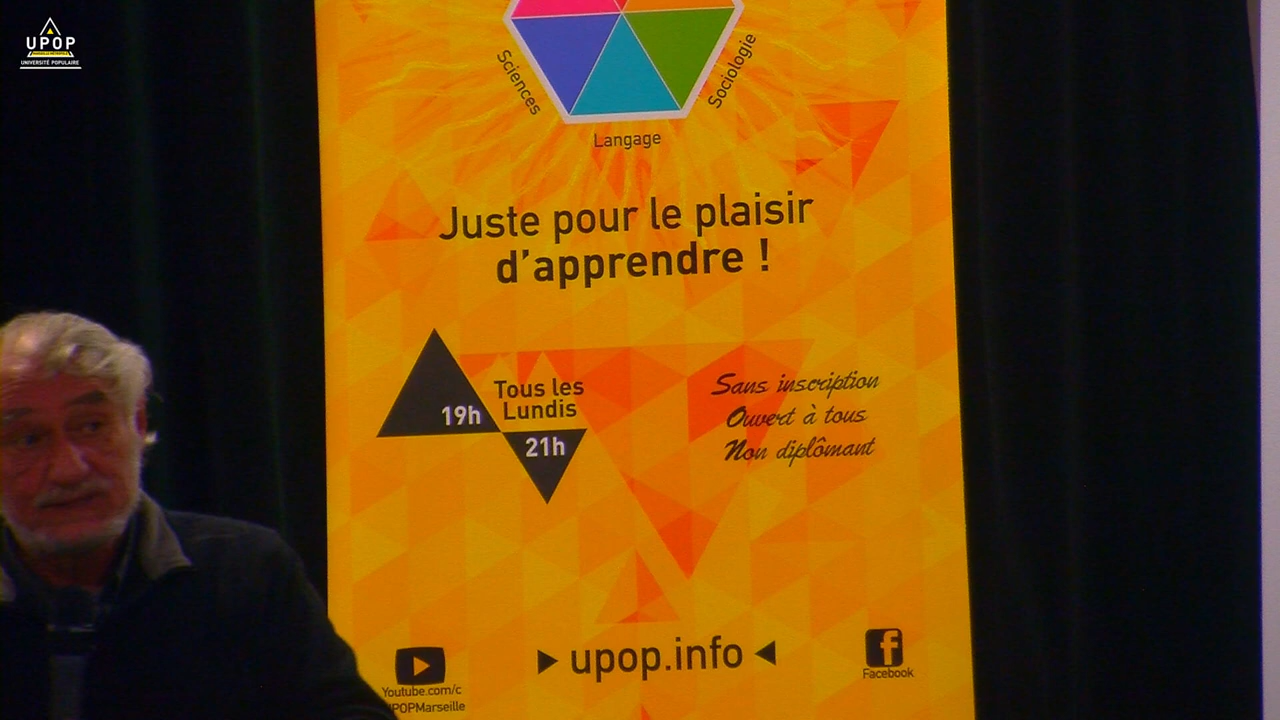 UPOP
UNIVERSITÉ POPULAIRE
Sciences
Sociologie
Langage
Juste pour le plaisir
d'apprendre !
19h
Tous les
Lundis
21h
Sans inscription
Ouvert à tous
Non diplômant
upop.info
Youtube.com/c
POPMarseille
Facebook